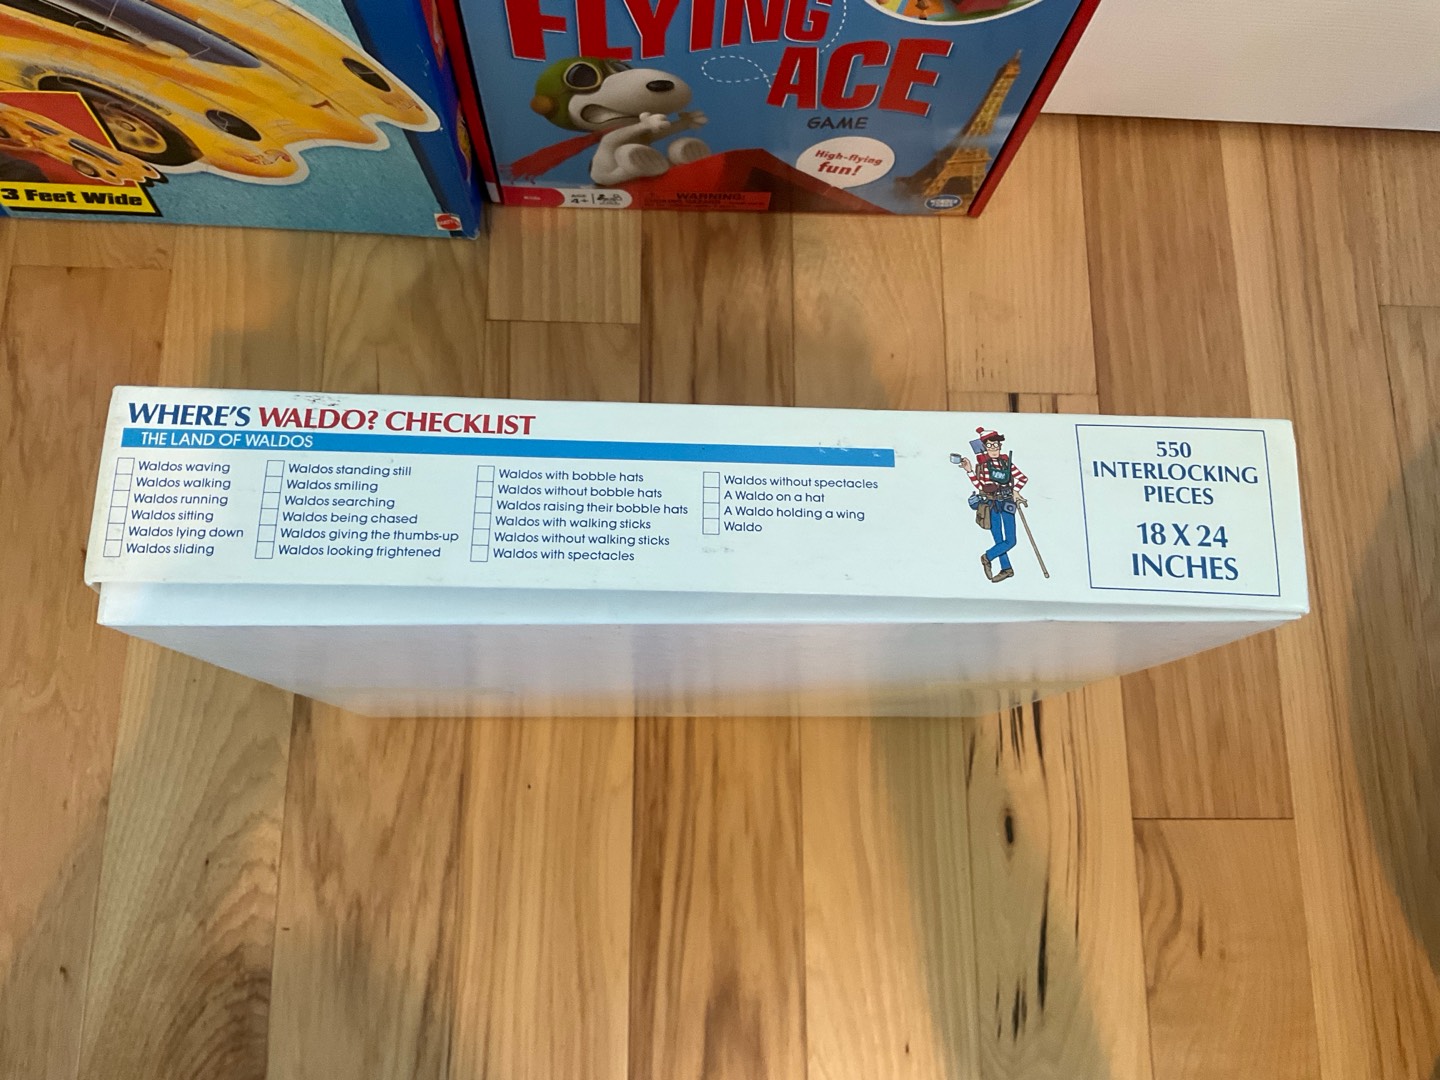 3 Feet Wide
FLYING
ACE
GAME
High-flying
fun!
AGE
4+
WARNING:
WHERE'S WALDO? CHECKLIST
THE LAND OF WALDOS
Waldos waving
Waldos walking
Waldos running
Waldos sitting
Waldos lying down
Waldos sliding
Waldos standing still
Waldos smiling
Waldos searching
Waldos being chased
Waldos giving the thumbs-up
Waldos looking frightened
Waldos with bobble hats
Waldos without bobble hats
Waldos raising their bobble hats
Waldos with walking sticks
Waldos without walking sticks
Waldos with spectacles
Waldos without spectacles
A Waldo on a hat
A Waldo holding a wing
Waldo
550
INTERLOCKING
PIECES
18 X 24
INCHES